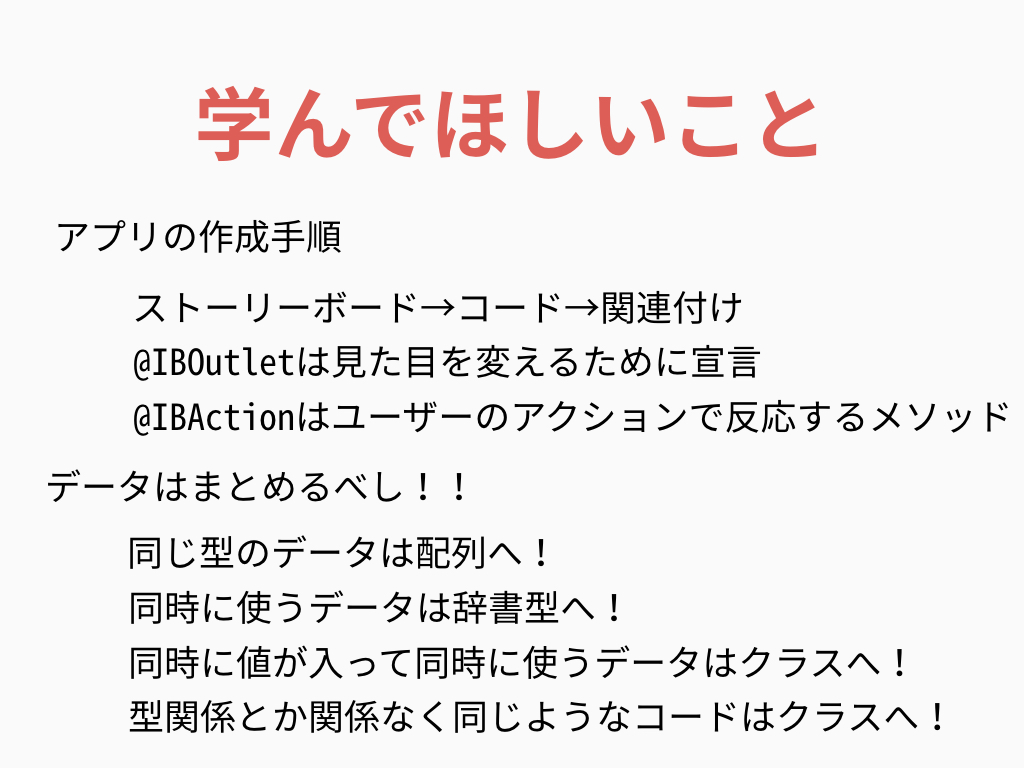 学んでほしいこと
アプリの作成手順
ストーリーボード→コード→関連付け
@IBOutletは見た目を変えるために宣言
@IBActionはユーザーのアクションで反応するメソッド
データはまとめるべし！！
同じ型のデータは配列へ！
同時に使うデータは辞書型へ！
同時に値が入って同時に使うデータはクラスへ！
型関係とか関係なく同じようなコードはクラスへ！